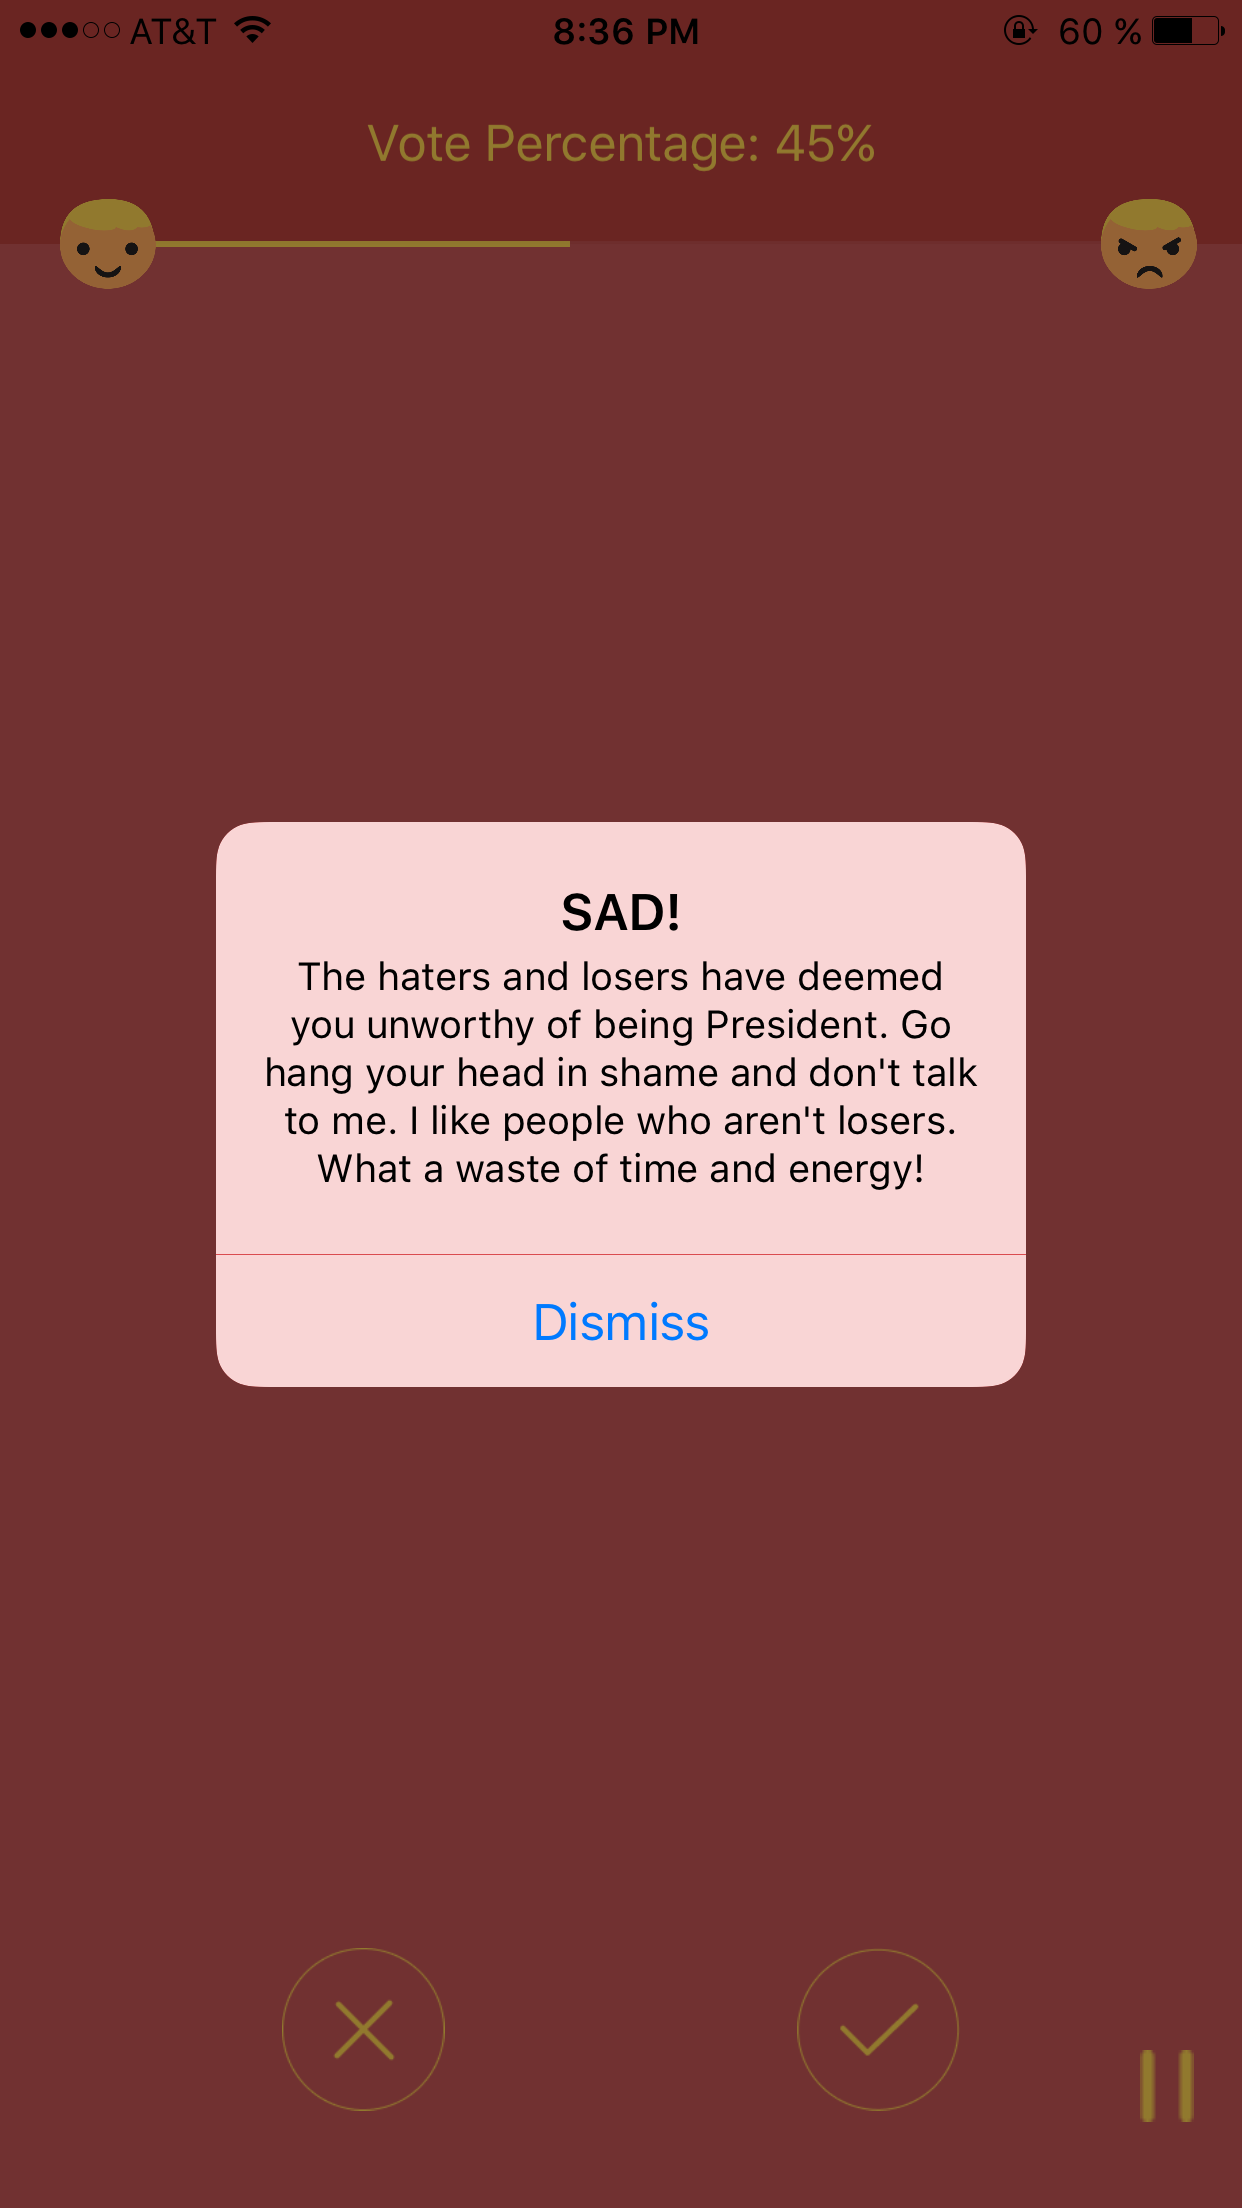 AT&T 8:36 PM 60 %
Vote Percentage: 45%
SAD!
The haters and losers have deemed
you unworthy of being President. Go
hang your head in shame and don't talk
to me. I like people who aren't losers.
What a waste of time and energy!
Dismiss